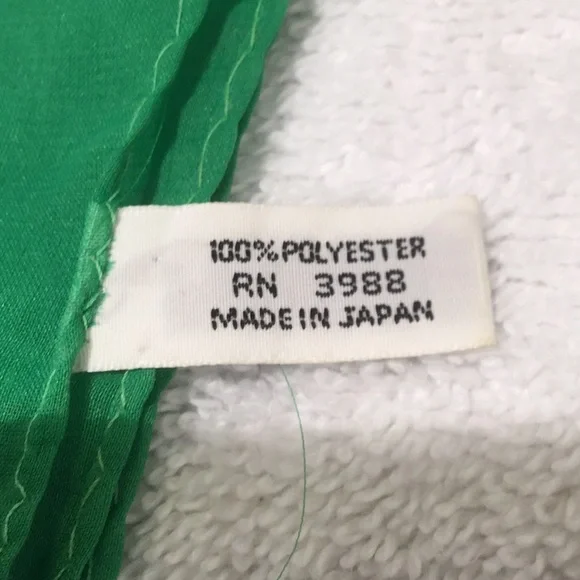 100% POLYESTER
RN 3988
MADE IN JAPAN